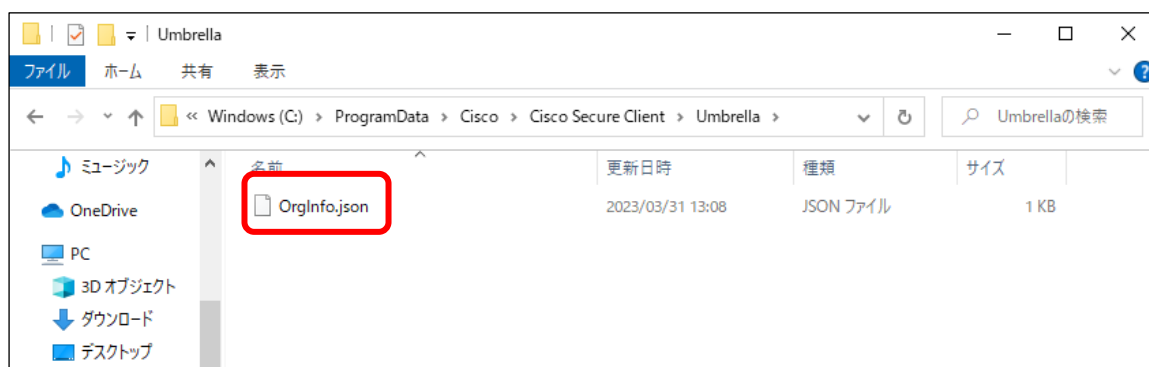 Umbrella
ファイル ホーム 共有 表示
« Windows (C:) › ProgramData › Cisco › Cisco Secure Client › Umbrella › Umbrellaの検索
ミュージック 名前 更新日時 種類 サイズ
OneDrive OrgInfo.json 2023/03/31 13:08 JSON ファイル 1 KB
PC
3D オブジェクト
ダウンロード
デスクトップ